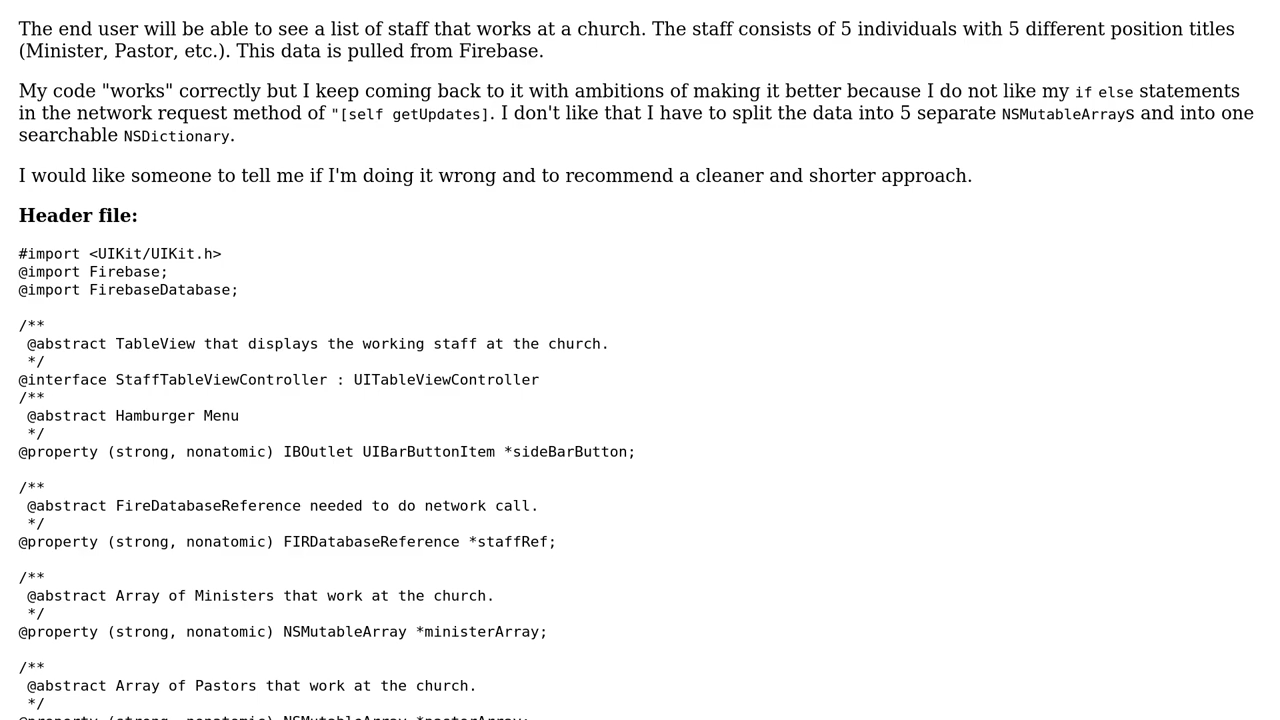 The end user will be able to see a list of staff that works at a church. The staff consists of 5 individuals with 5 different position titles
(Minister, Pastor, etc.). This data is pulled from Firebase.
My code "works" correctly but I keep coming back to it with ambitions of making it better because I do not like my if else statements
in the network request method of "[self getUpdates]. I don't like that I have to split the data into 5 separate NSMutableArrays and into one
searchable NSDictionary.
I would like someone to tell me if I'm doing it wrong and to recommend a cleaner and shorter approach.
Header file:
#import <UIKit/UIKit.h>
@import Firebase;
@import FirebaseDatabase;
/**
 @abstract TableView that displays the working staff at the church.
 */
@interface StaffTableViewController : UITableViewController
/**
 @abstract Hamburger Menu
 */
@property (strong, nonatomic) IBOutlet UIBarButtonItem *sideBarButton;
/**
 @abstract FireDatabaseReference needed to do network call.
 */
@property (strong, nonatomic) FIRDatabaseReference *staffRef;
/**
 @abstract Array of Ministers that work at the church.
 */
@property (strong, nonatomic) NSMutableArray *ministerArray;
/**
 @abstract Array of Pastors that work at the church.
 */
@property (strong, nonatomic) NSMutableArray *pastorArray;